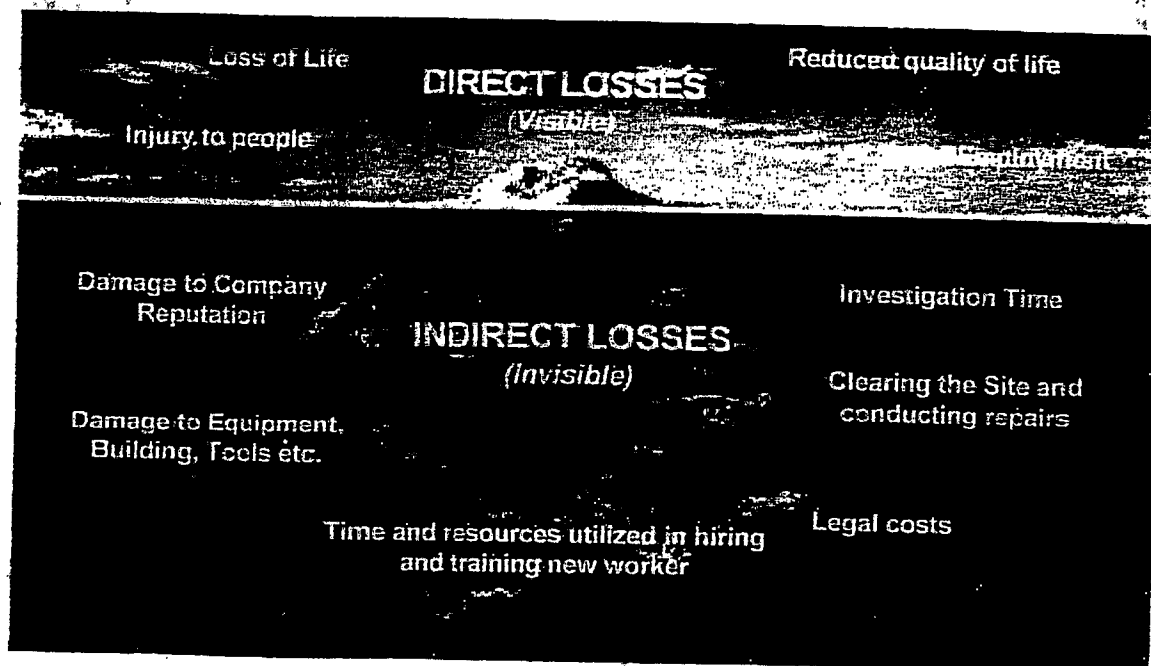 Loss of Life
Reduced quality of life
DIRECT LOSSES
(Visible)
Injury to people
Employment
Damage to Company
Reputation
Investigation Time
INDIRECT LOSSES
(invisible)
Clearing the Site and
conducting repairs
Damage to Equipment,
Building, Tools etc.
Legal costs
Time and resources utilized in hiring
and training new worker